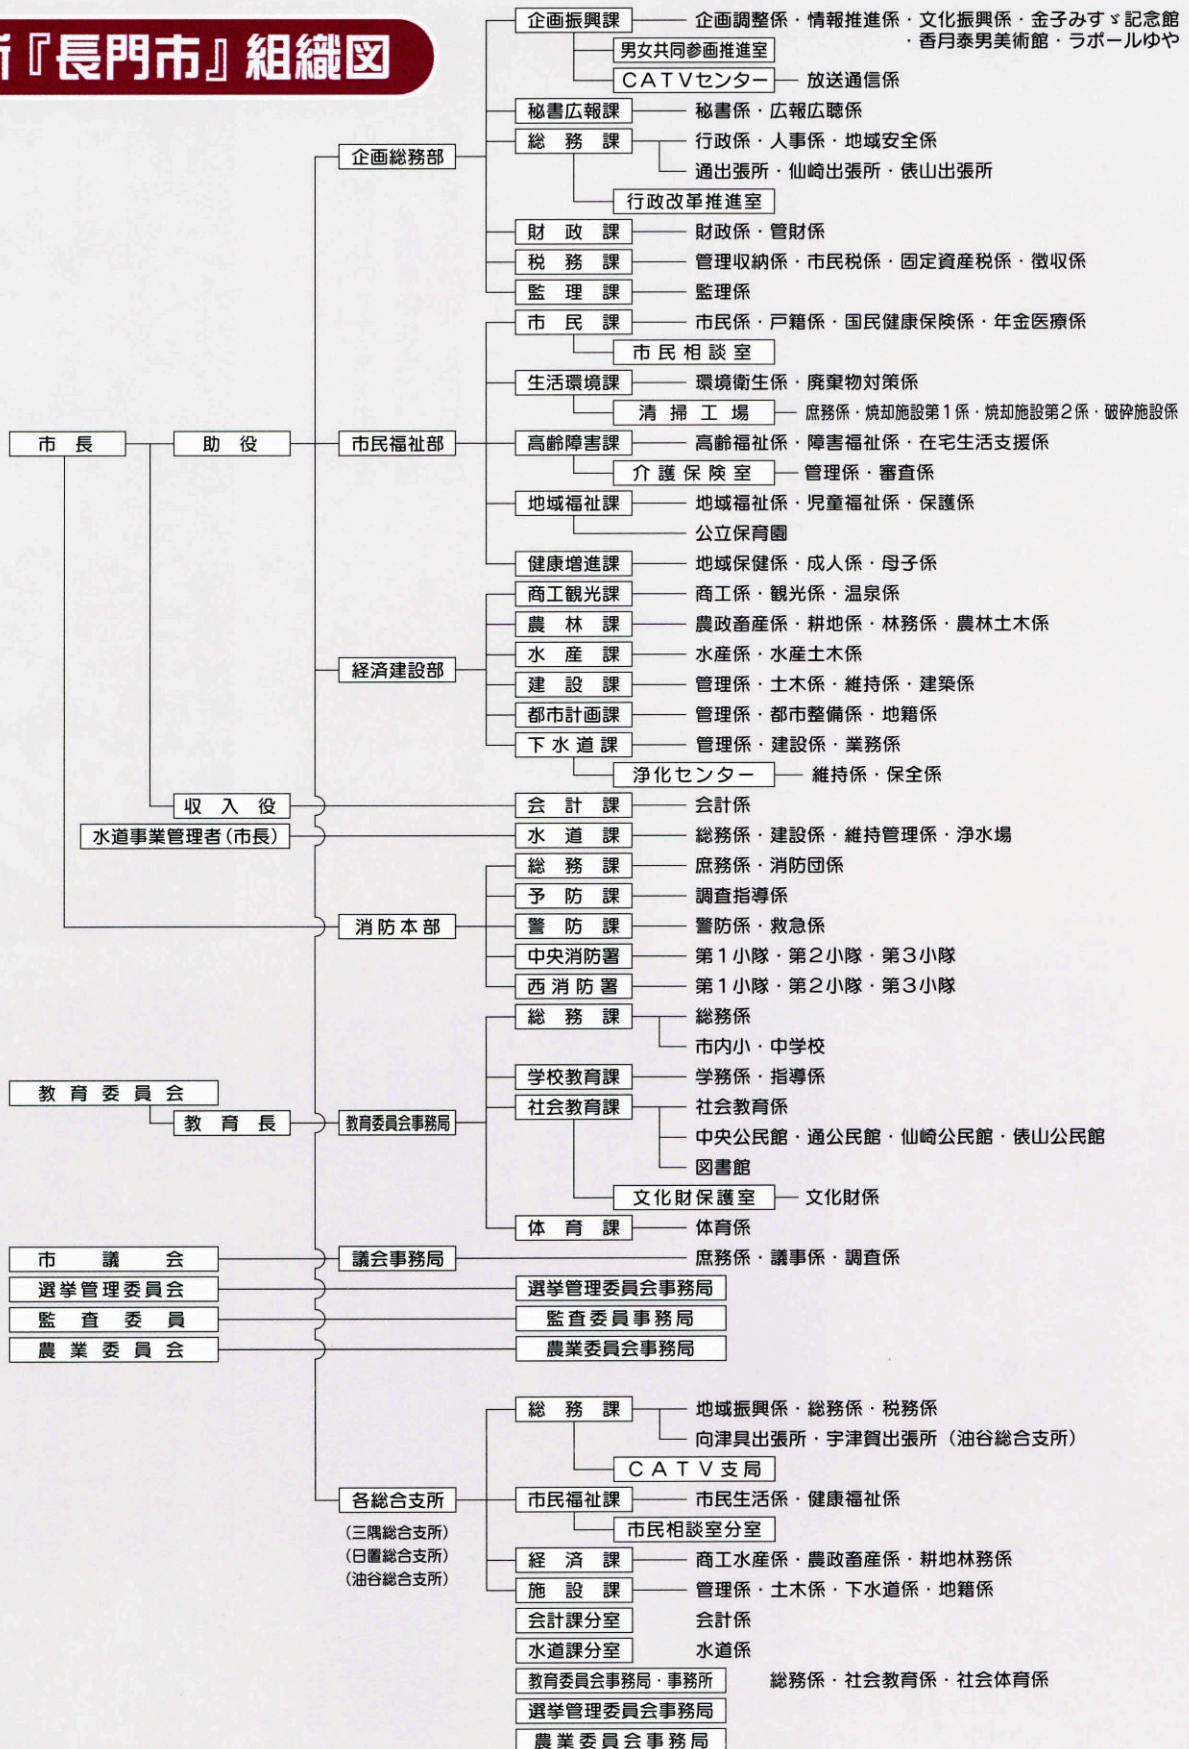 『長門市』組織図
企画振興課 企画調整係・情報推進係・文化振興係・金子みすゞ記念館
・香月泰男美術館・ラポールゆや
男女共同参画推進室
CATVセンター 放送通信係
秘書広報課 秘書係・広報広聴係
企画総務部 総務課 行政係・人事係・地域安全係
通出張所・仙崎出張所・俵山出張所
行政改革推進室
財政課 財政係・管財係
税務課 管理収納係・市民税係・固定資産税係・徴収係
監理課 監理係
市民課 市民係・戸籍係・国民健康保険係・年金医療係
市民相談室
生活環境課 環境衛生係・廃棄物対策係
清掃工場 庶務係・焼却施設第1係・焼却施設第2係・破砕施設係
市長 助役 市民福祉部 高齢障害課 高齢福祉係・障害福祉係・在宅生活支援係
介護保険室 管理係・審査係
地域福祉課 地域福祉係・児童福祉係・保護係
公立保育園
健康増進課 地域保健係・成人係・母子係
商工観光課 商工係・観光係・温泉係
農林課 農政畜産係・耕地係・林務係・農林土木係
水産課 水産係・水産土木係
経済建設部 建設課 管理係・土木係・維持係・建築係
都市計画課 管理係・都市整備係・地籍係
下水道課 管理係・建設係・業務係
浄化センター 維持係・保全係
収入役 会計課 会計係
水道事業管理者(市長) 水道課 総務係・建設係・維持管理係・浄水場
総務課 庶務係・消防団係
予防課 調査指導係
消防本部 警防課 警防係・救急係
中央消防署 第1小隊・第2小隊・第3小隊
西消防署 第1小隊・第2小隊・第3小隊
総務課 総務係
市内小・中学校
学校教育課 学務係・指導係
教育委員会
社会教育課 社会教育係
教育長 教育委員会事務局
中央公民館・通公民館・仙崎公民館・俵山公民館
図書館
文化財保護室 文化財係
体育課 体育係
市議会 議会事務局 庶務係・議事係・調査係
選挙管理委員会 選挙管理委員会事務局
監査委員 監査委員事務局
農業委員会 農業委員会事務局
総務課 地域振興係・総務係・税務係
向津具出張所・宇津賀出張所(油谷総合支所)
CATV支局
各総合支所 市民福祉課 市民生活係・健康福祉係
(三隅総合支所)
市民相談室分室
(日置総合支所)
経済課 商工水産係・農政畜産係・耕地林務係
(油谷総合支所)
施設課 管理係・土木係・下水道係・地籍係
会計課分室 会計係
水道課分室 水道係
教育委員会事務局・事務所 総務係・社会教育係・社会体育係
選挙管理委員会事務局
農業委員会事務局